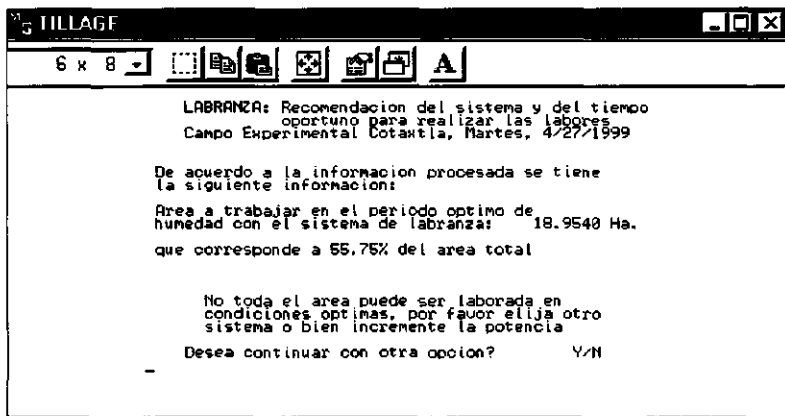 TILLAGE
6 x 8
A
LABRANZA: Recomendacion del sistema y del tiempo
oportuno para realizar las labores
Campo Experimental Cotaxtla, Martes, 4/27/1999
De acuerdo a la informacion procesada se tiene
la siguiente informacion:
Area a trabajar en el periodo optimo de
humedad con el sistema de labranza: 18.9540 Ha.
que corresponde a 55.75% del area total
No toda el area puede ser laborada en
condiciones optimas, por favor elija otro
sistema o bien incremente la potencia
Desea continuar con otra opcion? Y/N